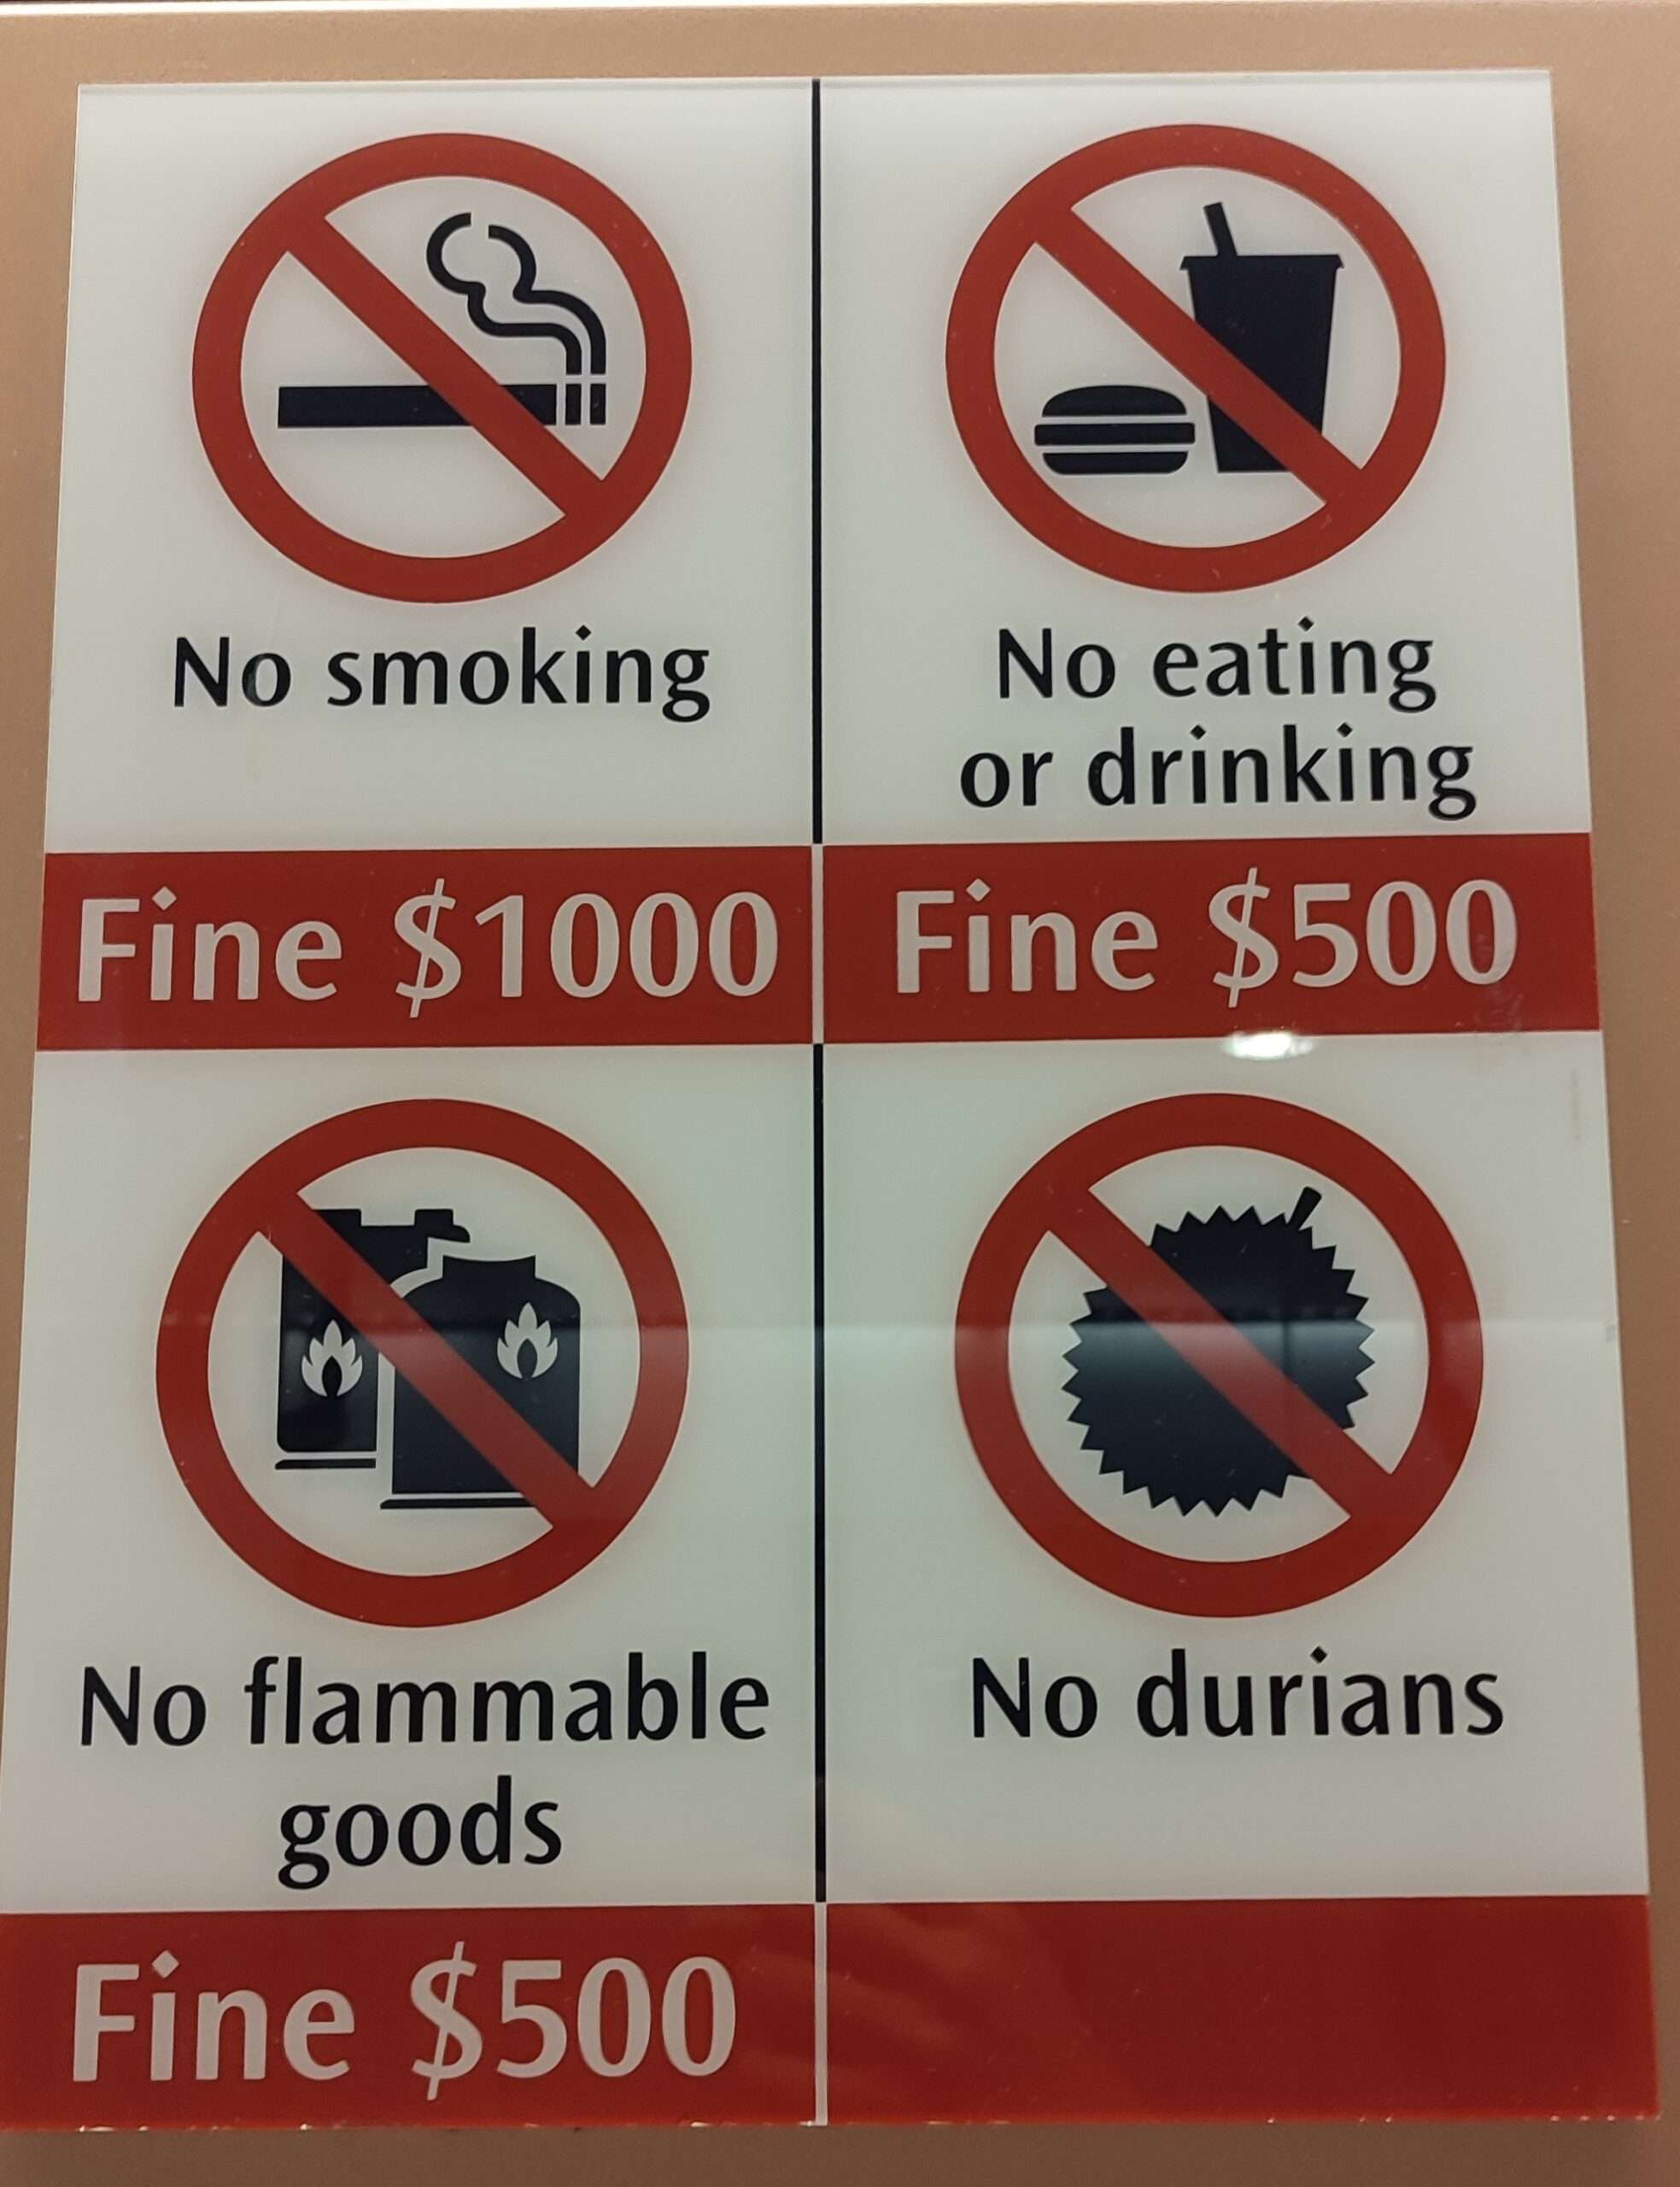 No smoking
No eating
or drinking
Fine $1000
Fine $500
No flammable
goods
No durians
Fine $500